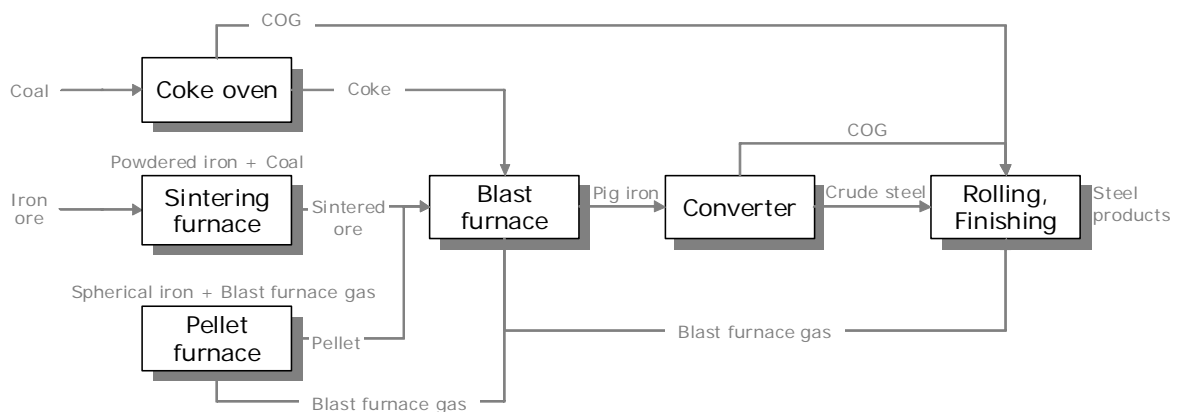 COG
Coal
Coke oven
Coke
COG
Powdered iron + Coal
Iron
ore
Sintering
furnace
Sintered
ore
Blast
furnace
Pig iron
Converter
Crude steel
Rolling,
Finishing
Steel
products
Spherical iron + Blast furnace gas
Pellet
furnace
Pellet
Blast furnace gas
Blast furnace gas